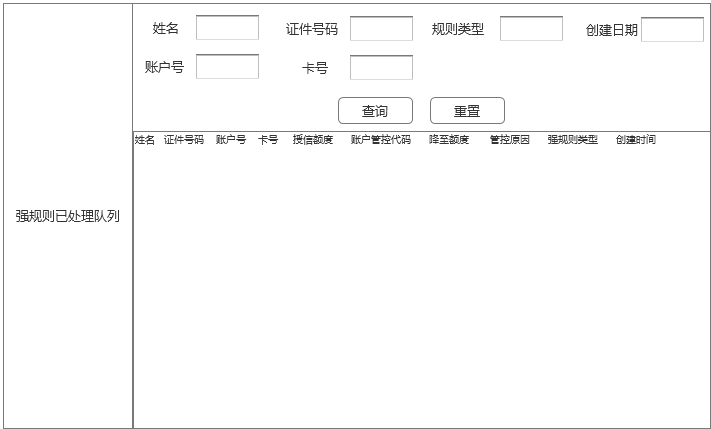 姓名 证件号码 规则类型 创建日期
账户号 卡号
查询 重置
姓名 证件号码 账户号 卡号 授信额度 账户管控代码 降至额度 管控原因 强规则类型 创建时间
强规则已处理队列